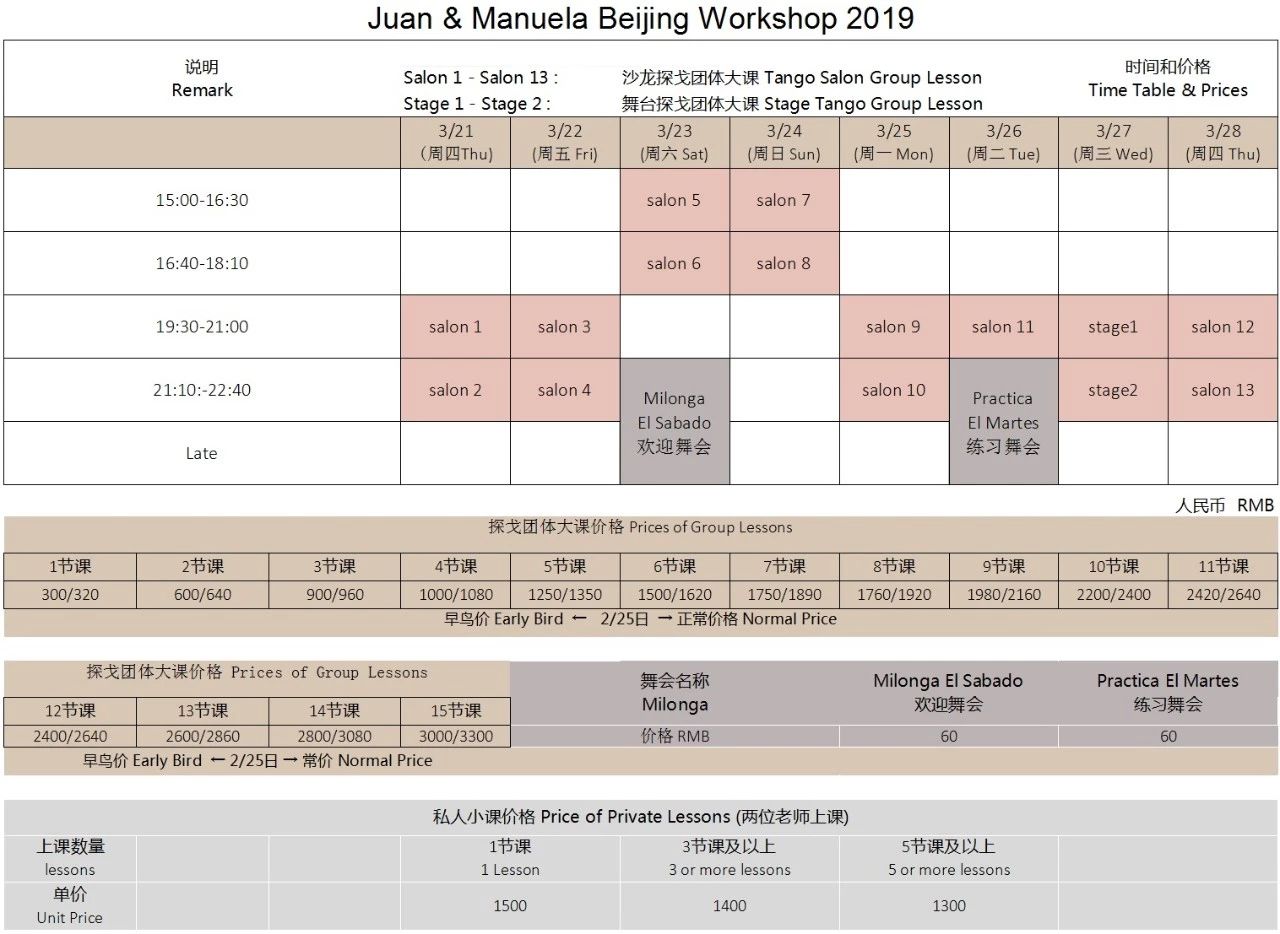 Juan & Manuela Beijing Workshop 2019
说明
Remark
Salon 1 - Salon 13 : 沙龙探戈团体大课 Tango Salon Group Lesson
Stage 1 - Stage 2 : 舞台探戈团体大课 Stage Tango Group Lesson
时间和价格
Time Table & Prices
3/21 3/22 3/23 3/24 3/25 3/26 3/27 3/28
(周四Thu) (周五 Fri) (周六 Sat) (周日 Sun) (周一 Mon) (周二 Tue) (周三 Wed) (周四 Thu)
15:00-16:30 salon 5 salon 7
16:40-18:10 salon 6 salon 8
19:30-21:00 salon 1 salon 3 salon 9 salon 11 stage1 salon 12
21:10:-22:40 salon 2 salon 4 salon 10 stage2 salon 13
Milonga
El Sabado
欢迎舞会
Practica
El Martes
练习舞会
Late
人民币 RMB
探戈团体大课价格 Prices of Group Lessons
1节课 2节课 3节课 4节课 5节课 6节课 7节课 8节课 9节课 10节课 11节课
300/320 600/640 900/960 1000/1080 1250/1350 1500/1620 1750/1890 1760/1920 1980/2160 2200/2400 2420/2640
早鸟价 Early Bird ← 2/25日 → 正常价格 Normal Price
探戈团体大课价格 Prices of Group Lessons
12节课 13节课 14节课 15节课
2400/2640 2600/2860 2800/3080 3000/3300
早鸟价 Early Bird ← 2/25日 → 常价 Normal Price
舞会名称
Milonga
Milonga El Sabado
欢迎舞会
Practica El Martes
练习舞会
价格 RMB 60 60
私人小课价格 Price of Private Lessons (两位老师上课)
上课数量 1节课 3节课及以上 5节课及以上
lessons 1 Lesson 3 or more lessons 5 or more lessons
单价
Unit Price
1500 1400 1300